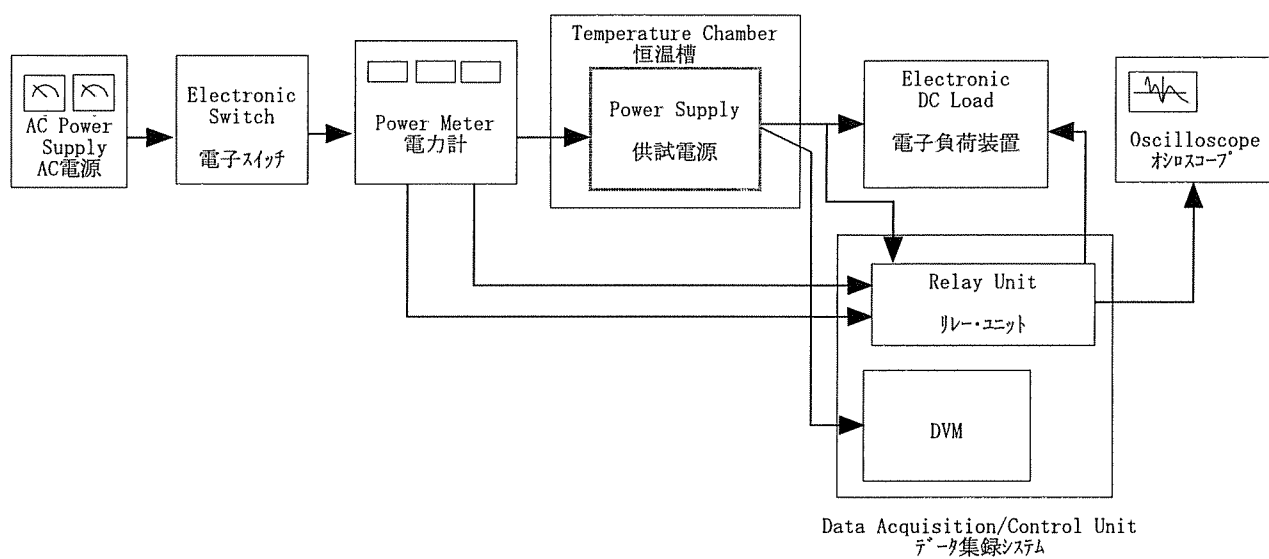 AC Power
Supply
AC電源
Electronic
Switch
電子スイッチ
Power Meter
電力計
Temperature Chamber
恒温槽
Power Supply
供試電源
Electronic
DC Load
電子負荷装置
Oscilloscope
オシロスコープ
Relay Unit
リレー・ユニット
DVM
Data Acquisition/Control Unit
データ集録システム